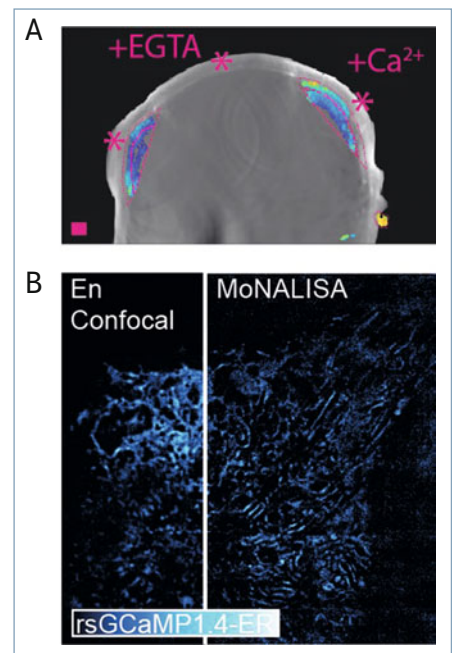 A
+EGTA
+Ca²⁺
B
En
Confocal
MoNALISA
rsGCaMP1.4-ER